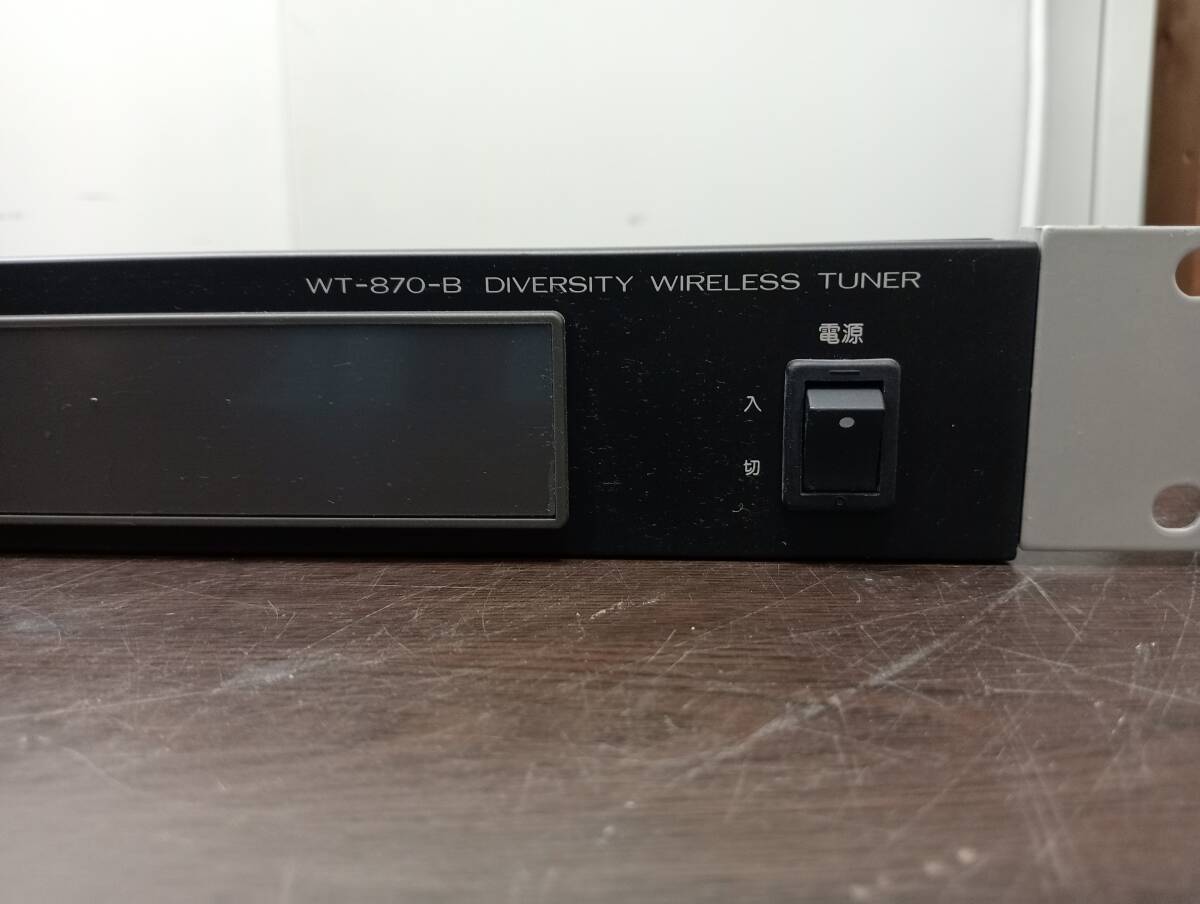 WT-870-B DIVERSITY WIRELESS TUNER
電源
入
切